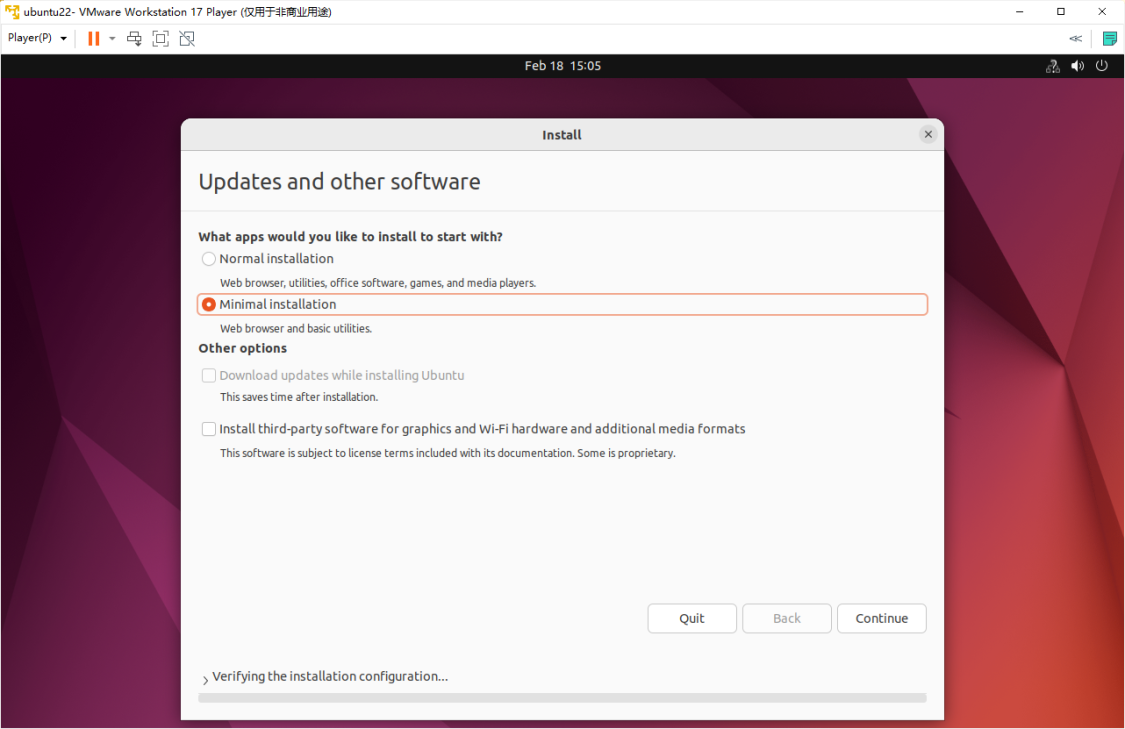 ubuntu22- VMware Workstation 17 Player (仅用于非商业用途)
Player(P)
Feb 18 15:05
Install
Updates and other software
What apps would you like to install to start with?
Normal installation
Web browser, utilities, office software, games, and media players.
Minimal installation
Web browser and basic utilities.
Other options
Download updates while installing Ubuntu
This saves time after installation.
Install third-party software for graphics and Wi-Fi hardware and additional media formats
This software is subject to license terms included with its documentation. Some is proprietary.
Quit Back Continue
Verifying the installation configuration...